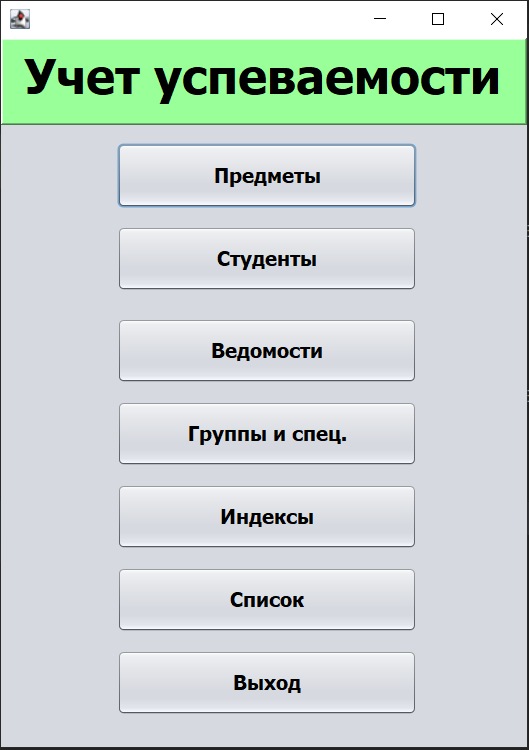 Учет успеваемости
Предметы
Студенты
Ведомости
Группы и спец.
Индексы
Список
Выход